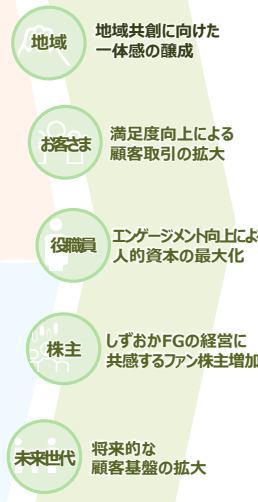 地域
地域共創に向けた
一体感の醸成
お客さま
満足度向上による
顧客取引の拡大
役職員
エンゲージメント向上による
人的資本の最大化
株主
しずおかFGの経営に
共感するファン株主増加
未来世代
将来的な
顧客基盤の拡大